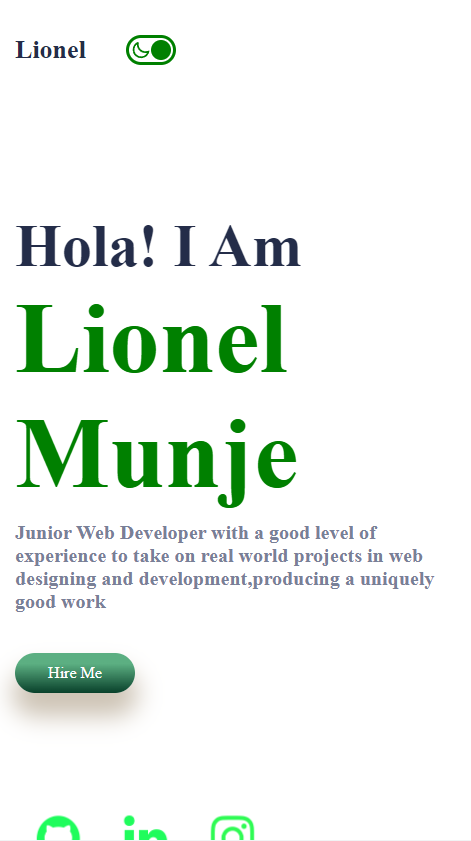 Lionel
Hola! I Am
Lionel
Munje
Junior Web Developer with a good level of
experience to take on real world projects in web
designing and development,producing a uniquely
good work
Hire Me